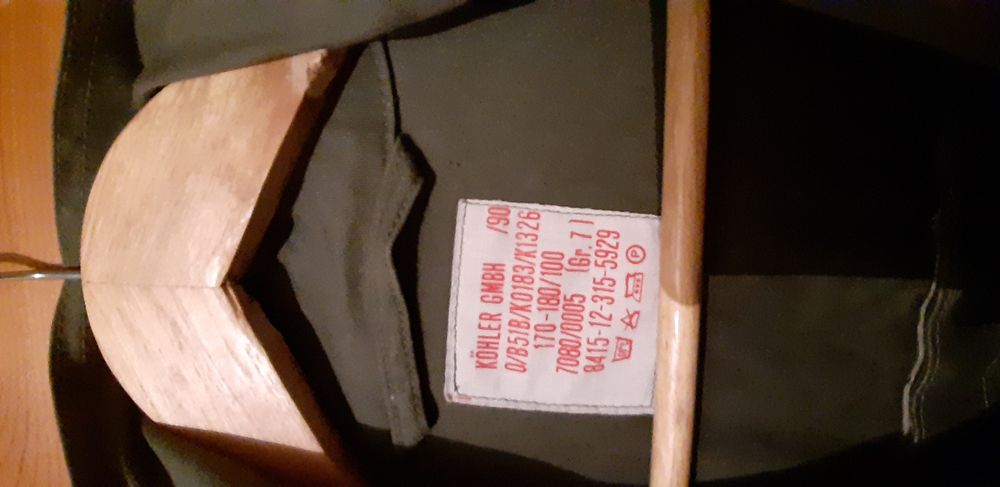 KÖHLER GMBH /90
0/B51B/K0183/K1326
170-180/100
7080/0005 (Gr. 7)
8415-12-315-5929
P